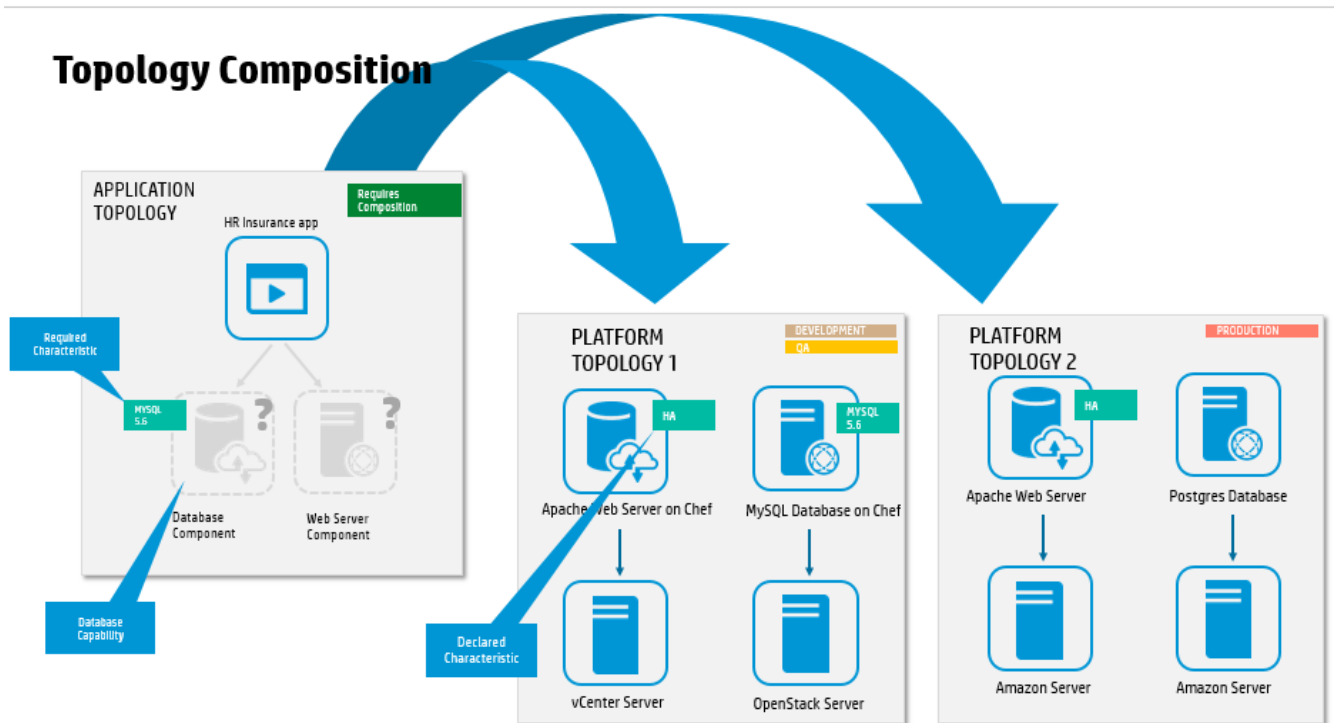 Topology Composition
APPLICATION
TOPOLOGY
Requires
Composition
HR Insurance app
Required
Characteristic
MYSQL
5.6
?
?
Database
Component
Web Server
Component
Database
Capability
PLATFORM
TOPOLOGY 1
DEVELOPMENT
QA
HA
MYSQL
5.6
Apache Web Server on Chef
MySQL Database on Chef
Declared
Characteristic
vCenter Server
OpenStack Server
PLATFORM
TOPOLOGY 2
PRODUCTION
HA
Apache Web Server
Postgres Database
Amazon Server
Amazon Server